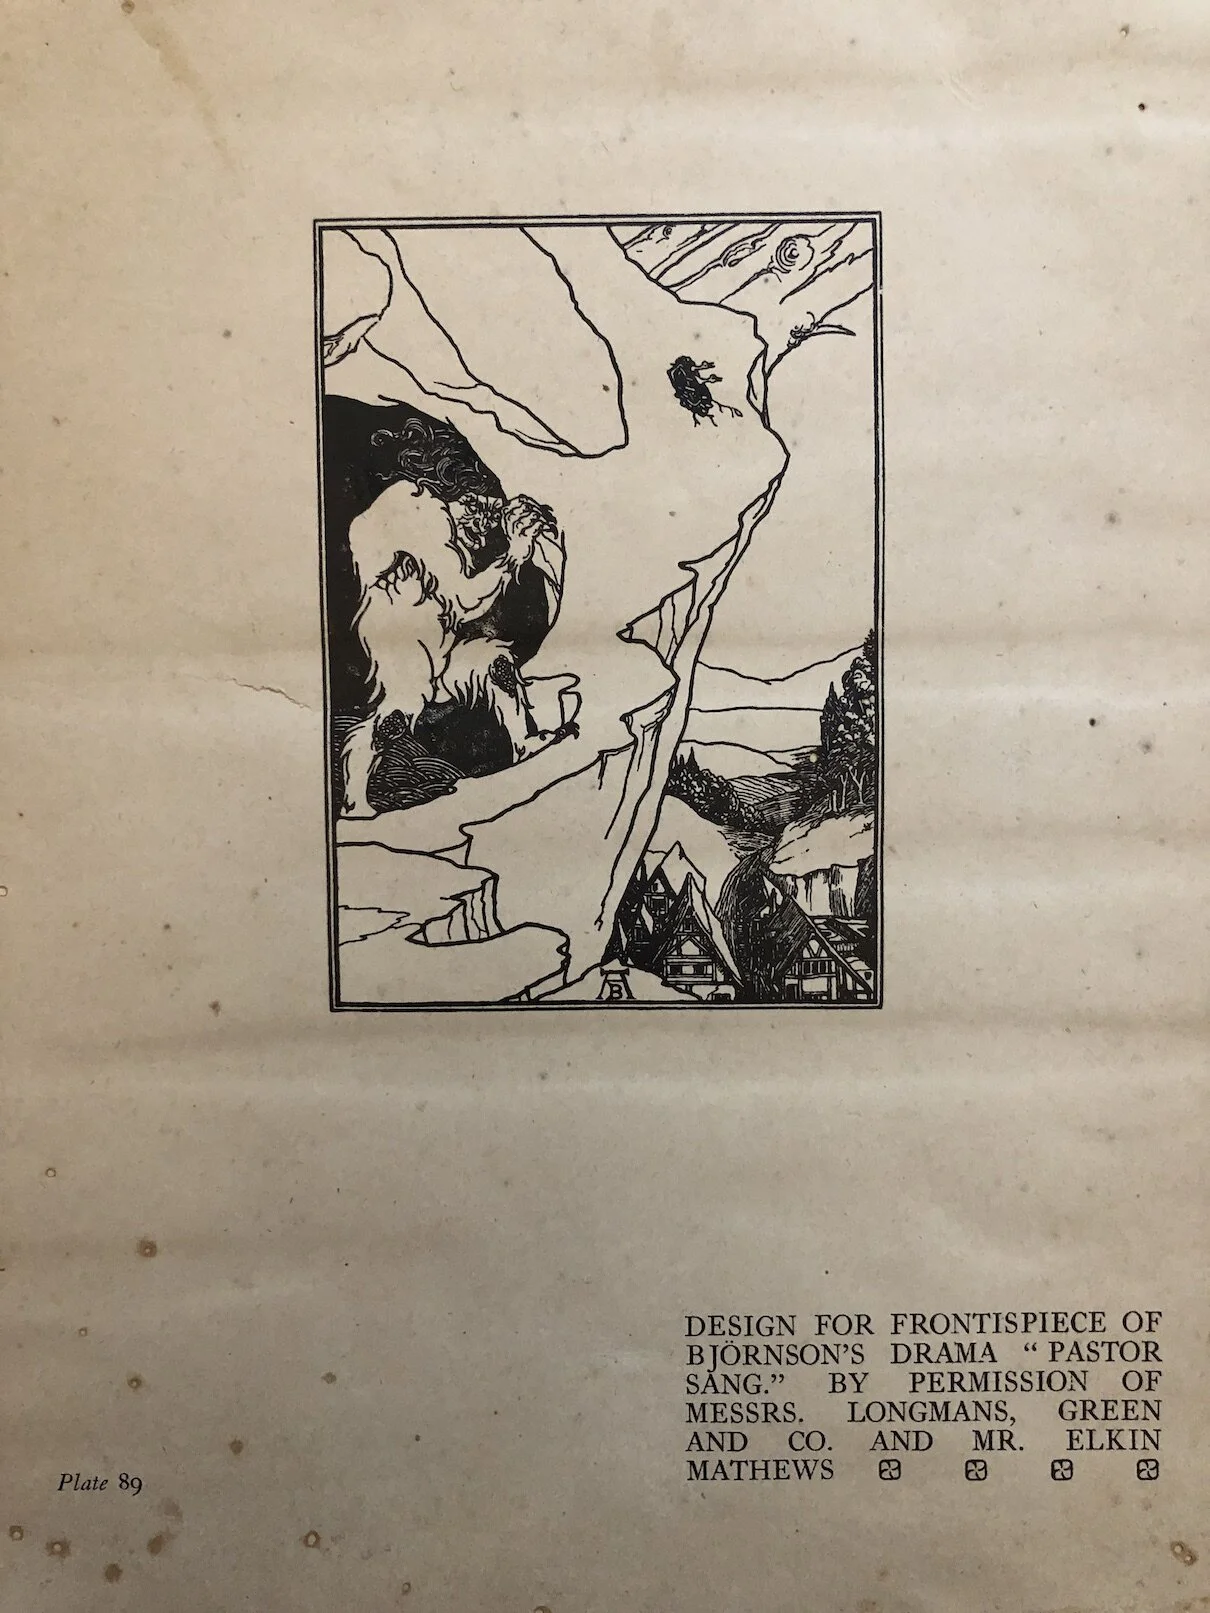 B
DESIGN FOR FRONTISPIECE OF
BJÖRNSON'S DRAMA “ PASTOR
SANG.” BY PERMISSION OF
MESSRS. LONGMANS, GREEN
AND CO. AND MR. ELKIN
MATHEWS
Plate 89